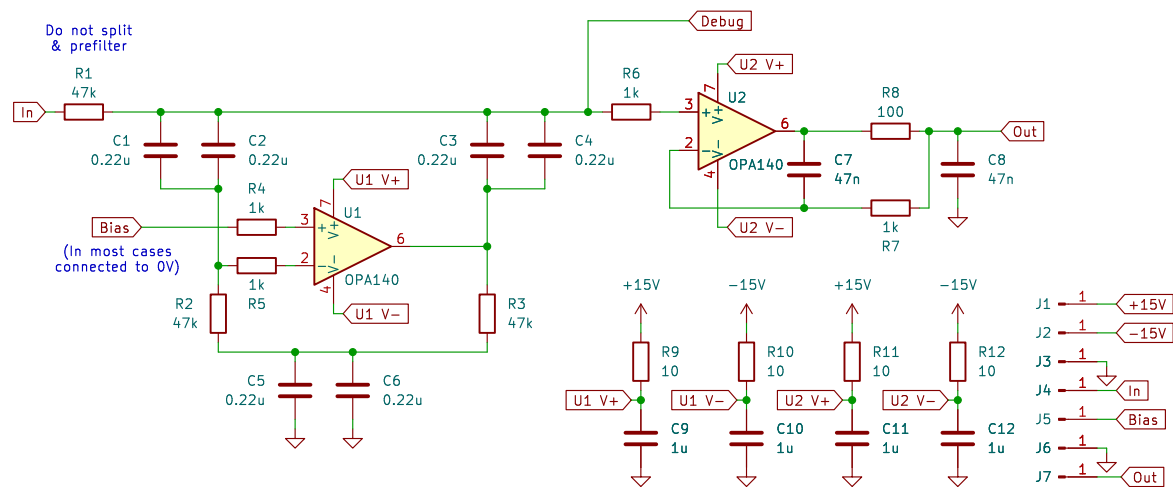 Do not split
& prefilter
Debug
R1
47k
In
R6
1k
U2 V+
U2
3
2
7
6
4
+
-
V+
V-
OPA140
R8
100
Out
C1
0.22u
C2
0.22u
C3
0.22u
C4
0.22u
C7
47n
C8
47n
R4
1k
U1 V+
U1
3
2
7
6
4
+
-
V+
V-
OPA140
Bias
(In most cases
connected to 0V)
1k
R5
U1 V-
U2 V-
1k
R7
R2
47k
R3
47k
C5
0.22u
C6
0.22u
+15V
-15V
+15V
-15V
R9
10
R10
10
R11
10
R12
10
U1 V+
U1 V-
U2 V+
U2 V-
C9
1u
C10
1u
C11
1u
C12
1u
J1
1
+15V
J2
1
-15V
J3
1
J4
1
In
J5
1
Bias
J6
1
J7
1
Out